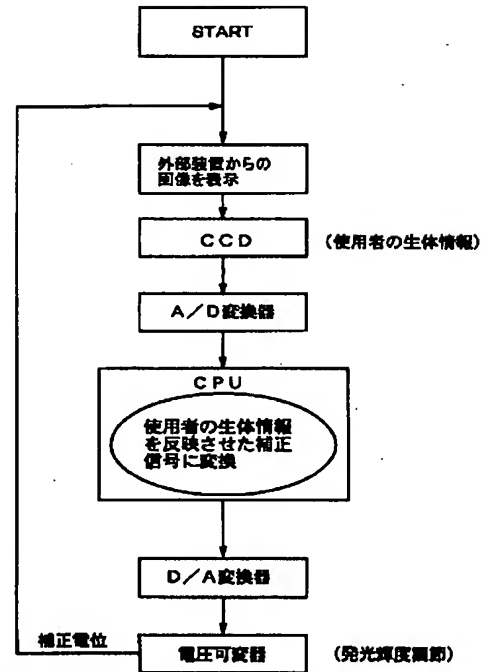 START
外部装置からの
画像を表示
CCD
(使用者の生体情報)
A/D変換器
CPU
使用者の生体情報
を反映させた補正
信号に変換
D/A変換器
補正電位
電圧可変器
(発光輝度調節)